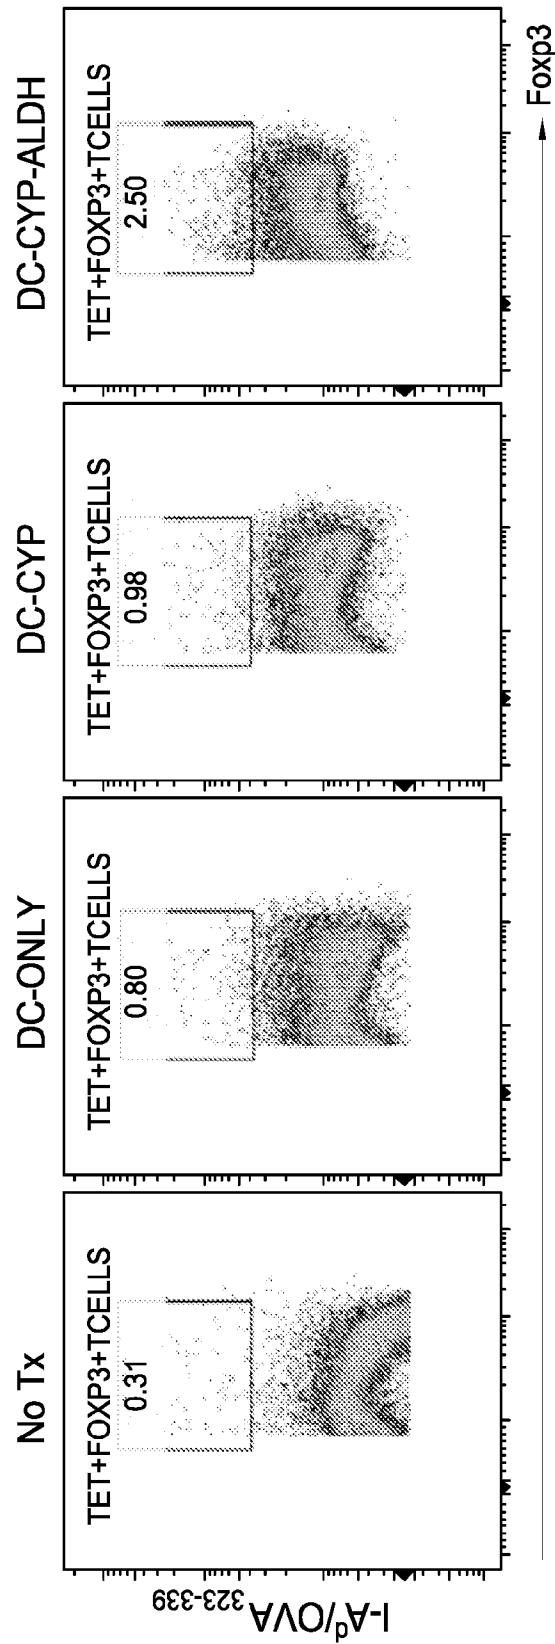 No Tx
TET+FOXP3+TCELLS
0.31
DC-ONLY
TET+FOXP3+TCELLS
0.80
DC-CYP
TET+FOXP3+TCELLS
0.98
DC-CYP-ALDH
TET+FOXP3+TCELLS
2.50
I-Aᵈ/OVA³²³⁻³³⁹
Foxp3